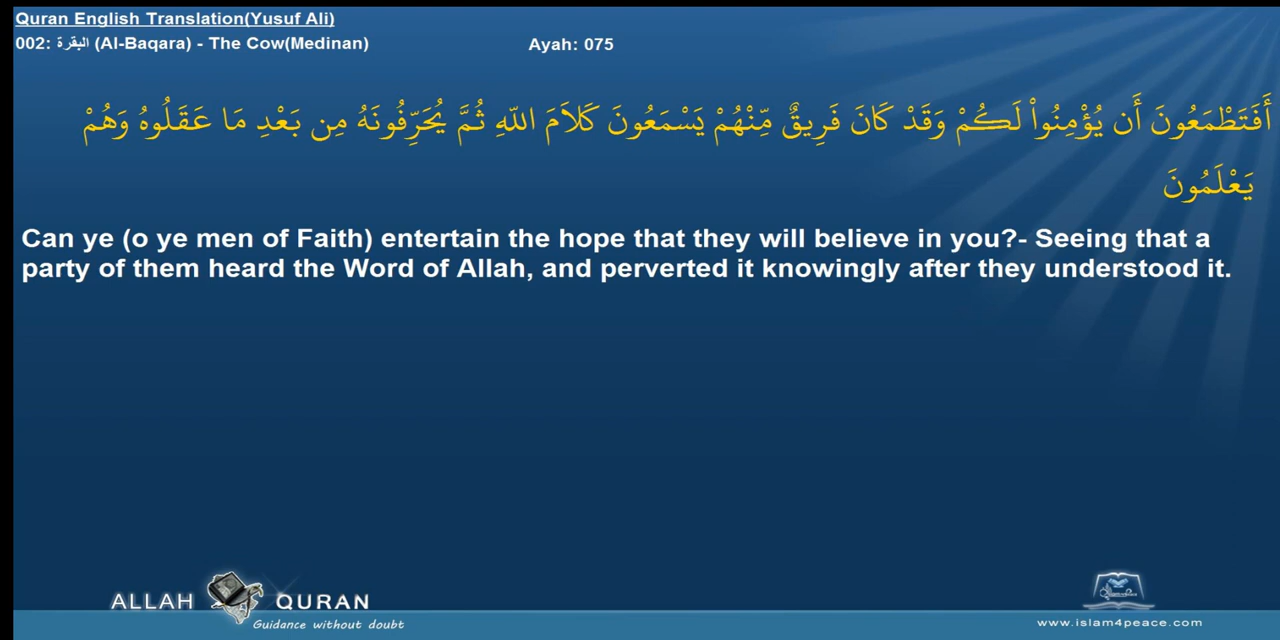 Quran English Translation(Yusuf Ali)
002: البقرة (Al-Baqara) - The Cow(Medinan) Ayah: 075
أَفَتَطْمَعُونَ أَن يُؤْمِنُواْ لَكُمْ وَقَدْ كَانَ فَرِيقٌ مِّنْهُمْ يَسْمَعُونَ كَلاَمَ اللّهِ ثُمَّ يُحَرِّفُونَهُ مِن بَعْدِ مَا عَقَلُوهُ وَهُمْ
يَعْلَمُونَ
Can ye (o ye men of Faith) entertain the hope that they will believe in you?- Seeing that a
party of them heard the Word of Allah, and perverted it knowingly after they understood it.
ALLAH QURAN
Guidance without doubt
www.islam4peace.com